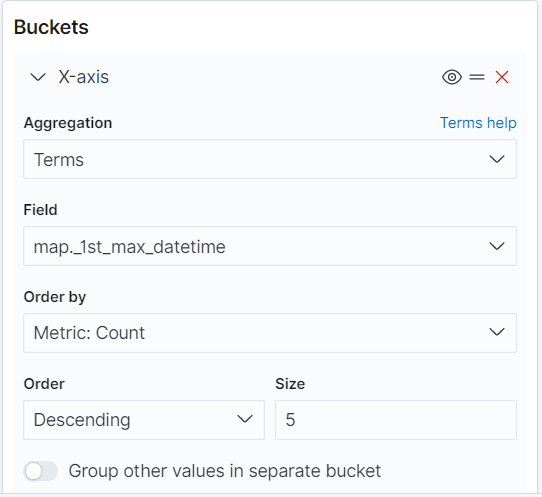 Buckets
X-axis
Aggregation Terms help
Terms
Field
map._1st_max_datetime
Order by
Metric: Count
Order Size
Descending 5
Group other values in separate bucket